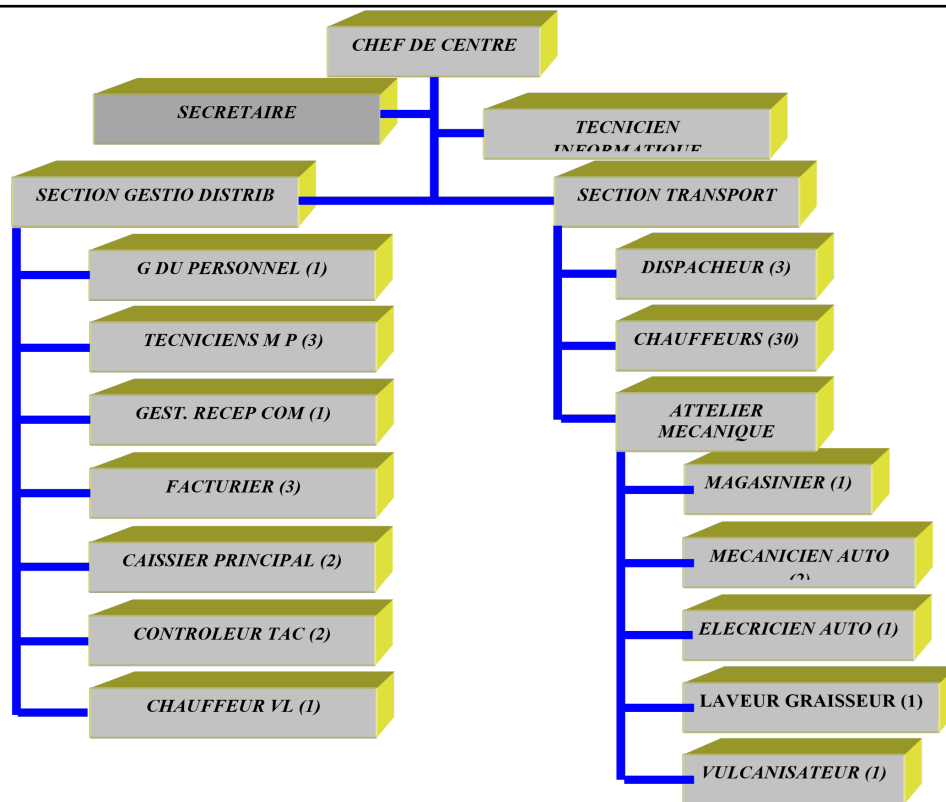 CHEF DE CENTRE
SECRETAIRE
TECNICIEN
INFORMATIQUE
SECTION GESTIO DISTRIB
SECTION TRANSPORT
G DU PERSONNEL (1)
TECNICIENS M P (3)
GEST. RECEP COM (1)
FACTURIER (3)
CAISSIER PRINCIPAL (2)
CONTROLEUR TAC (2)
CHAUFFEUR VL (1)
DISPACHEUR (3)
CHAUFFEURS (30)
ATTELIER
MECANIQUE
MAGASINIER (1)
MECANICIEN AUTO
(2)
ELECRICIEN AUTO (1)
LAVEUR GRAISSEUR (1)
VULCANISATEUR (1)